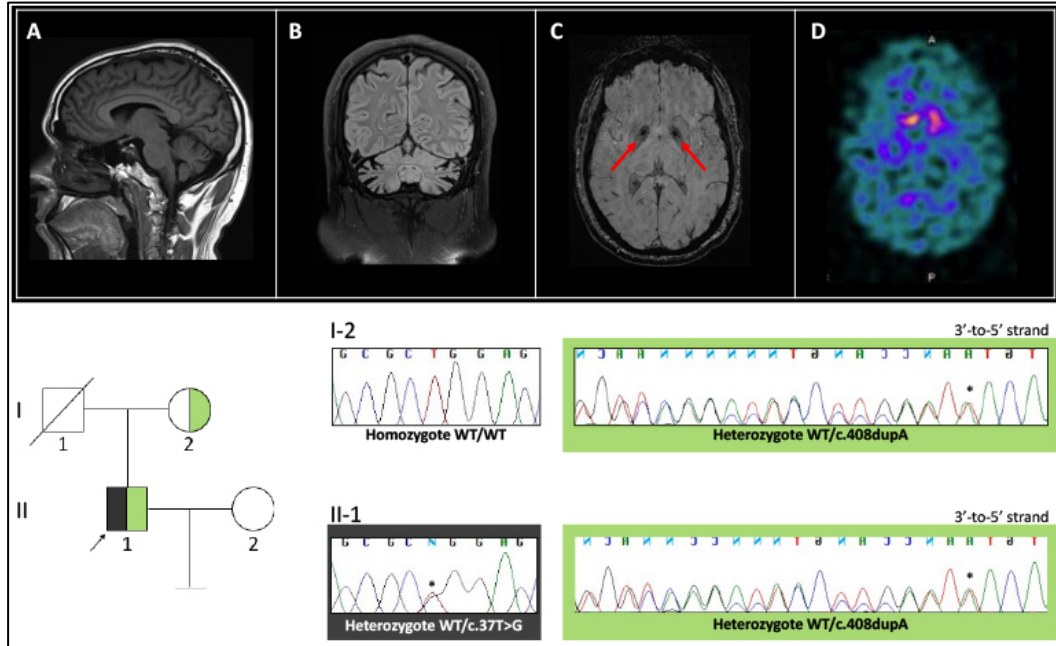 A
B
C
D
A
P
I-2
3’-to-5’ strand
G C G C T G G A G
N C A A N N N N N T G N A C C N A A T G T
*
Homozygote WT/WT
Heterozygote WT/c.408dupA
I
1
2
II
1
2
II-1
3’-to-5’ strand
G C G C N G G A G
N C A N N C C N N N T G N A C C N A A T G T
*
*
Heterozygote WT/c.37T>G
Heterozygote WT/c.408dupA